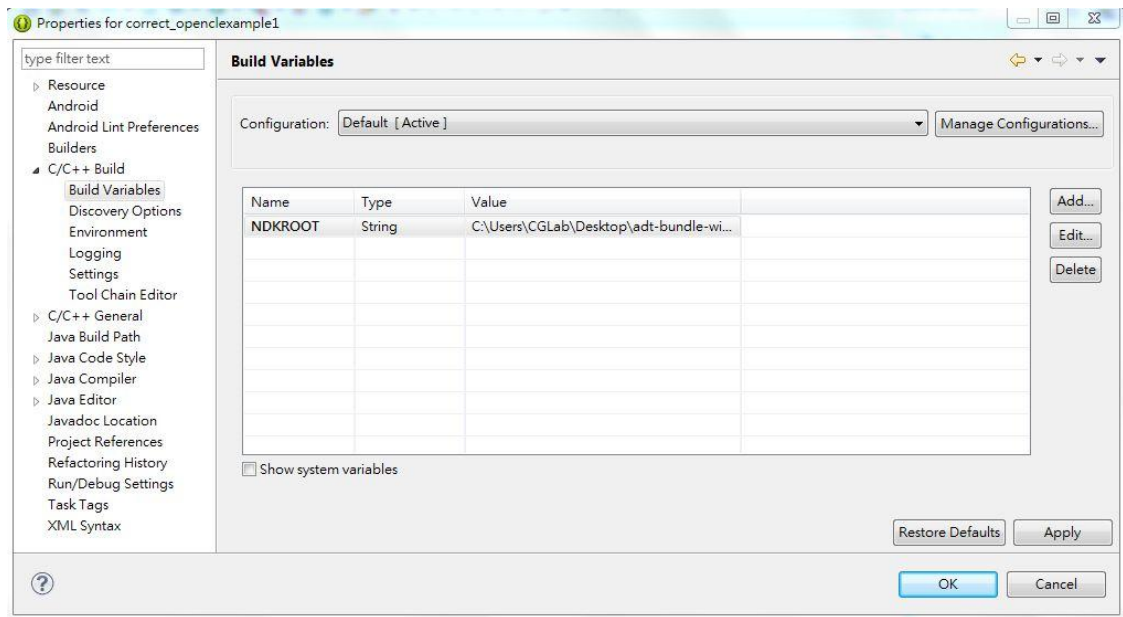 Properties for correct_openclexample1
type filter text
Resource
Android
Android Lint Preferences
Builders
C/C++ Build
Build Variables
Discovery Options
Environment
Logging
Settings
Tool Chain Editor
C/C++ General
Java Build Path
Java Code Style
Java Compiler
Java Editor
Javadoc Location
Project References
Refactoring History
Run/Debug Settings
Task Tags
XML Syntax
Build Variables
Configuration: Default [ Active ] Manage Configurations...
Name Type Value
NDKROOT String C:\Users\CGLab\Desktop\adt-bundle-wi...
Add...
Edit...
Delete
Show system variables
Restore Defaults Apply
OK Cancel